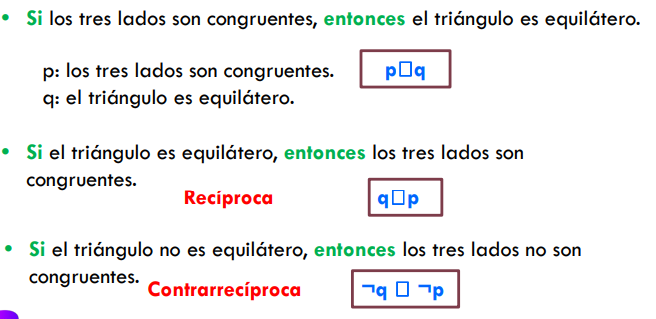 • Si los tres lados son congruentes, entonces el triángulo es equilátero.
p: los tres lados son congruentes. p□q
q: el triángulo es equilátero.
• Si el triángulo es equilátero, entonces los tres lados son
congruentes.
Recíproca q□p
• Si el triángulo no es equilátero, entonces los tres lados no son
congruentes.
Contrarrecíproca ¬q □ ¬p